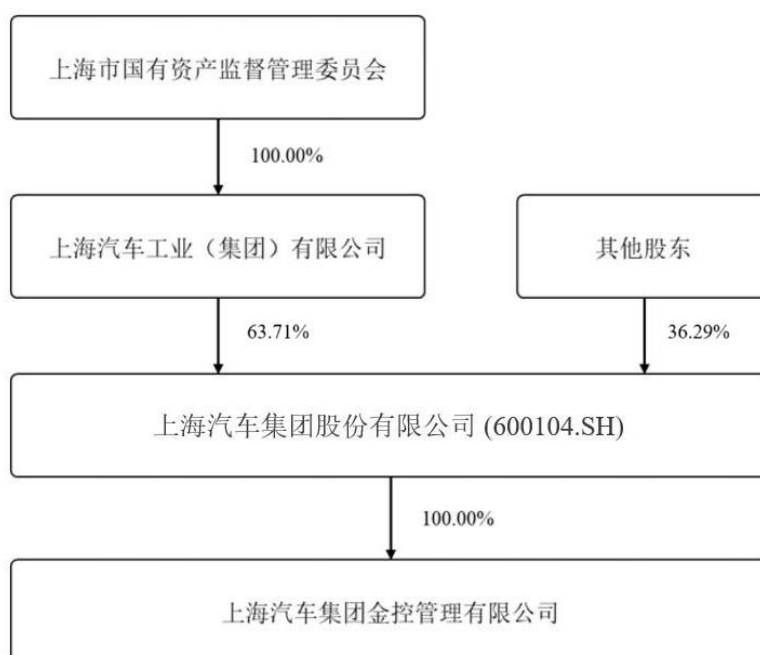 上海市国有资产监督管理委员会
100.00%
上海汽车工业（集团）有限公司
其他股东
63.71%
36.29%
上海汽车集团股份有限公司 (600104.SH)
100.00%
上海汽车集团金控管理有限公司